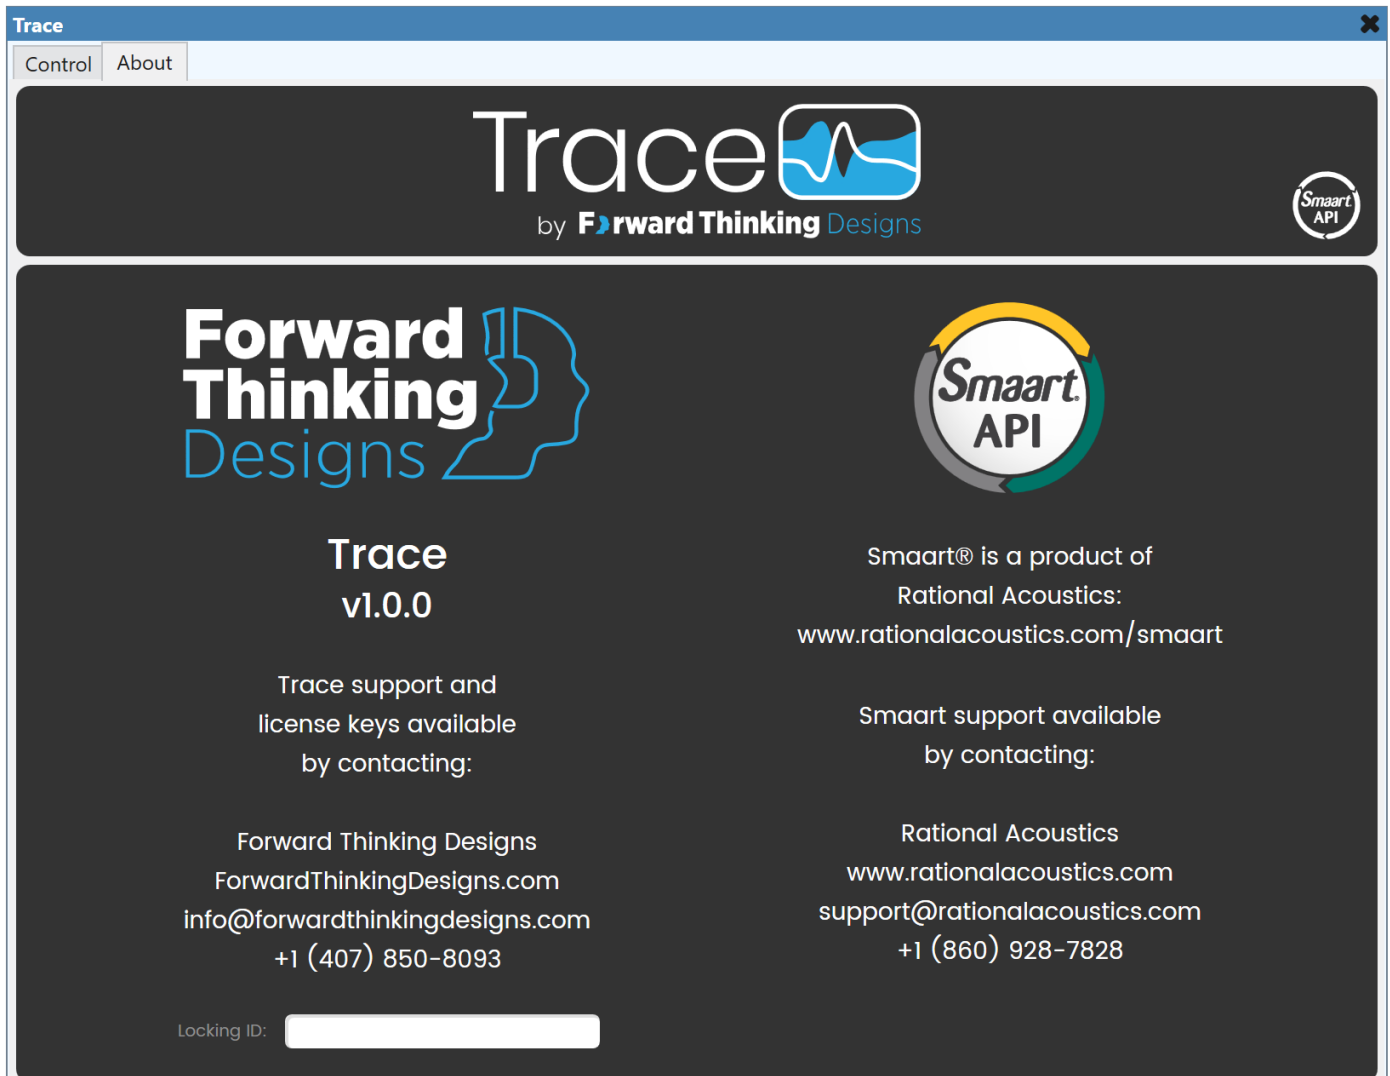 Trace
Control
About
Trace
by Forward Thinking Designs
Smaart
API
Forward
Thinking
Designs
Smaart®
API
Trace
v1.0.0
Trace support and
license keys available
by contacting:
Forward Thinking Designs
ForwardThinkingDesigns.com
info@forwardthinkingdesigns.com
+1 (407) 850-8093
Locking ID:
Smaart® is a product of
Rational Acoustics:
www.rationalacoustics.com/smaart
Smaart support available
by contacting:
Rational Acoustics
www.rationalacoustics.com
support@rationalacoustics.com
+1 (860) 928-7828